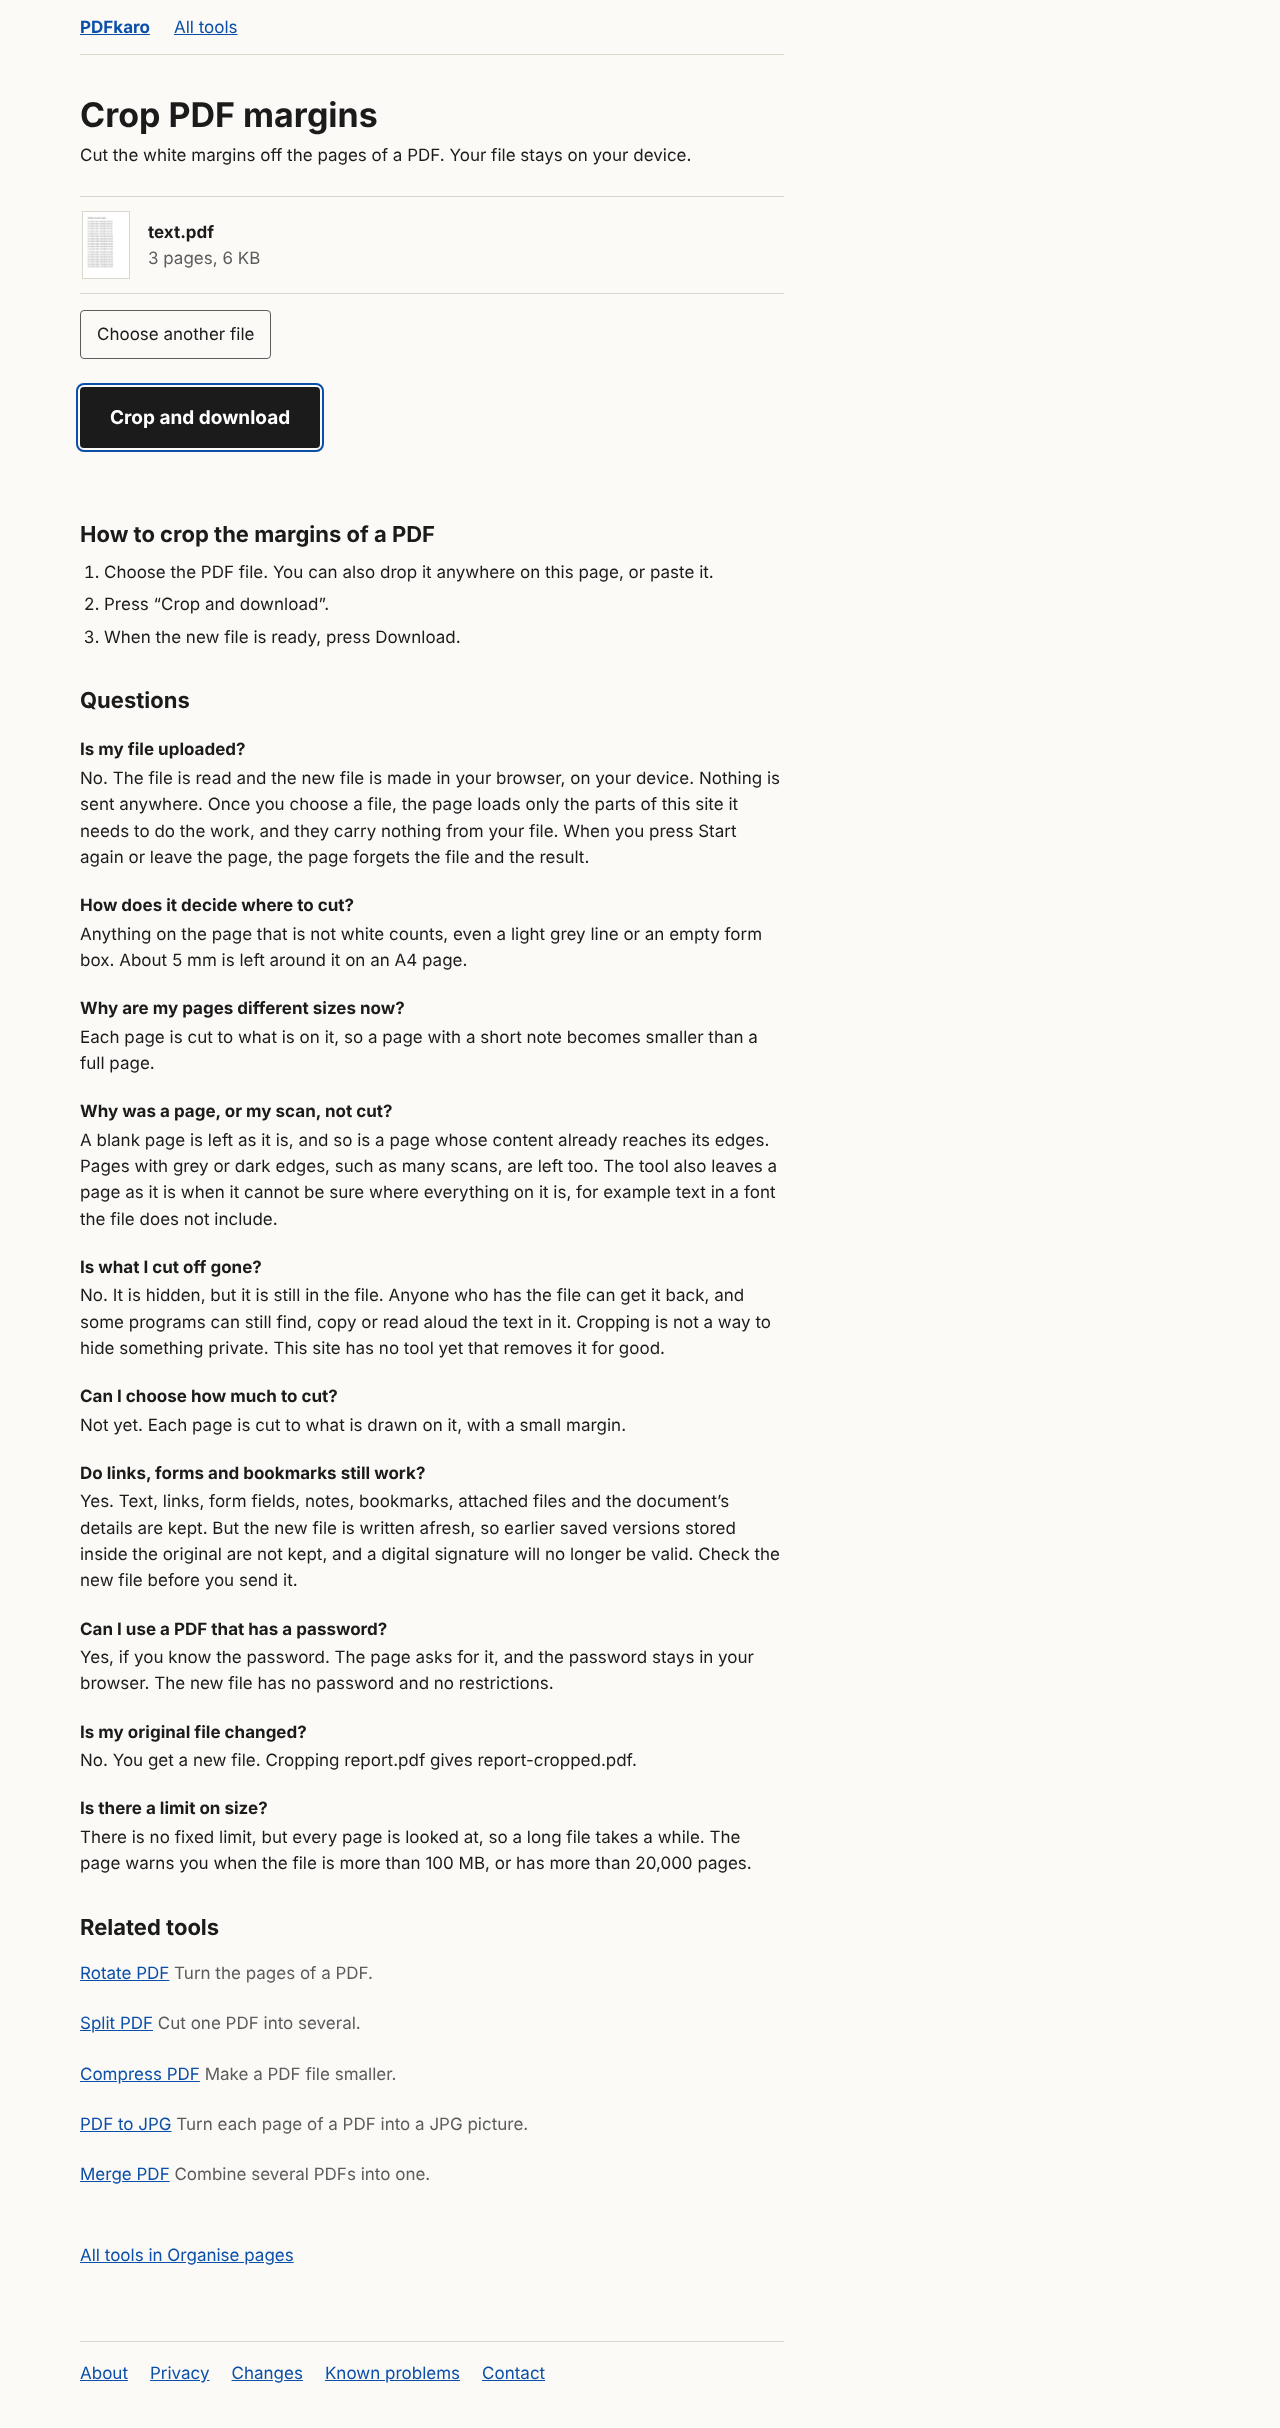 PDFkaro All tools
Crop PDF margins
Cut the white margins off the pages of a PDF. Your file stays on your device.
text.pdf
3 pages, 6 KB
Choose another file
Crop and download
How to crop the margins of a PDF
1. Choose the PDF file. You can also drop it anywhere on this page, or paste it.
2. Press “Crop and download”.
3. When the new file is ready, press Download.
Questions
Is my file uploaded?
No. The file is read and the new file is made in your browser, on your device. Nothing is
sent anywhere. Once you choose a file, the page loads only the parts of this site it
needs to do the work, and they carry nothing from your file. When you press Start
again or leave the page, the page forgets the file and the result.
How does it decide where to cut?
Anything on the page that is not white counts, even a light grey line or an empty form
box. About 5 mm is left around it on an A4 page.
Why are my pages different sizes now?
Each page is cut to what is on it, so a page with a short note becomes smaller than a
full page.
Why was a page, or my scan, not cut?
A blank page is left as it is, and so is a page whose content already reaches its edges.
Pages with grey or dark edges, such as many scans, are left too. The tool also leaves a
page as it is when it cannot be sure where everything on it is, for example text in a font
the file does not include.
Is what I cut off gone?
No. It is hidden, but it is still in the file. Anyone who has the file can get it back, and
some programs can still find, copy or read aloud the text in it. Cropping is not a way to
hide something private. This site has no tool yet that removes it for good.
Can I choose how much to cut?
Not yet. Each page is cut to what is drawn on it, with a small margin.
Do links, forms and bookmarks still work?
Yes. Text, links, form fields, notes, bookmarks, attached files and the document’s
details are kept. But the new file is written afresh, so earlier saved versions stored
inside the original are not kept, and a digital signature will no longer be valid. Check the
new file before you send it.
Can I use a PDF that has a password?
Yes, if you know the password. The page asks for it, and the password stays in your
browser. The new file has no password and no restrictions.
Is my original file changed?
No. You get a new file. Cropping report.pdf gives report-cropped.pdf.
Is there a limit on size?
There is no fixed limit, but every page is looked at, so a long file takes a while. The
page warns you when the file is more than 100 MB, or has more than 20,000 pages.
Related tools
Rotate PDF Turn the pages of a PDF.
Split PDF Cut one PDF into several.
Compress PDF Make a PDF file smaller.
PDF to JPG Turn each page of a PDF into a JPG picture.
Merge PDF Combine several PDFs into one.
All tools in Organise pages
About Privacy Changes Known problems Contact